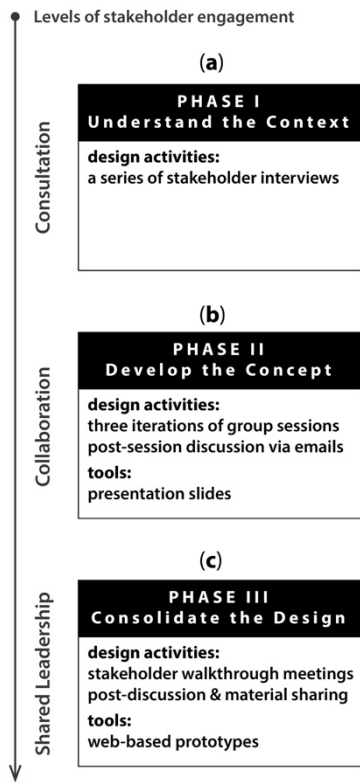 Levels of stakeholder engagement
(a)
PHASE I
Understand the Context
design activities:
a series of stakeholder interviews
Consultation
(b)
PHASE II
Develop the Concept
design activities:
three iterations of group sessions
post-session discussion via emails
tools:
presentation slides
Collaboration
(c)
PHASE III
Consolidate the Design
design activities:
stakeholder walkthrough meetings
post-discussion & material sharing
tools:
web-based prototypes
Shared Leadership